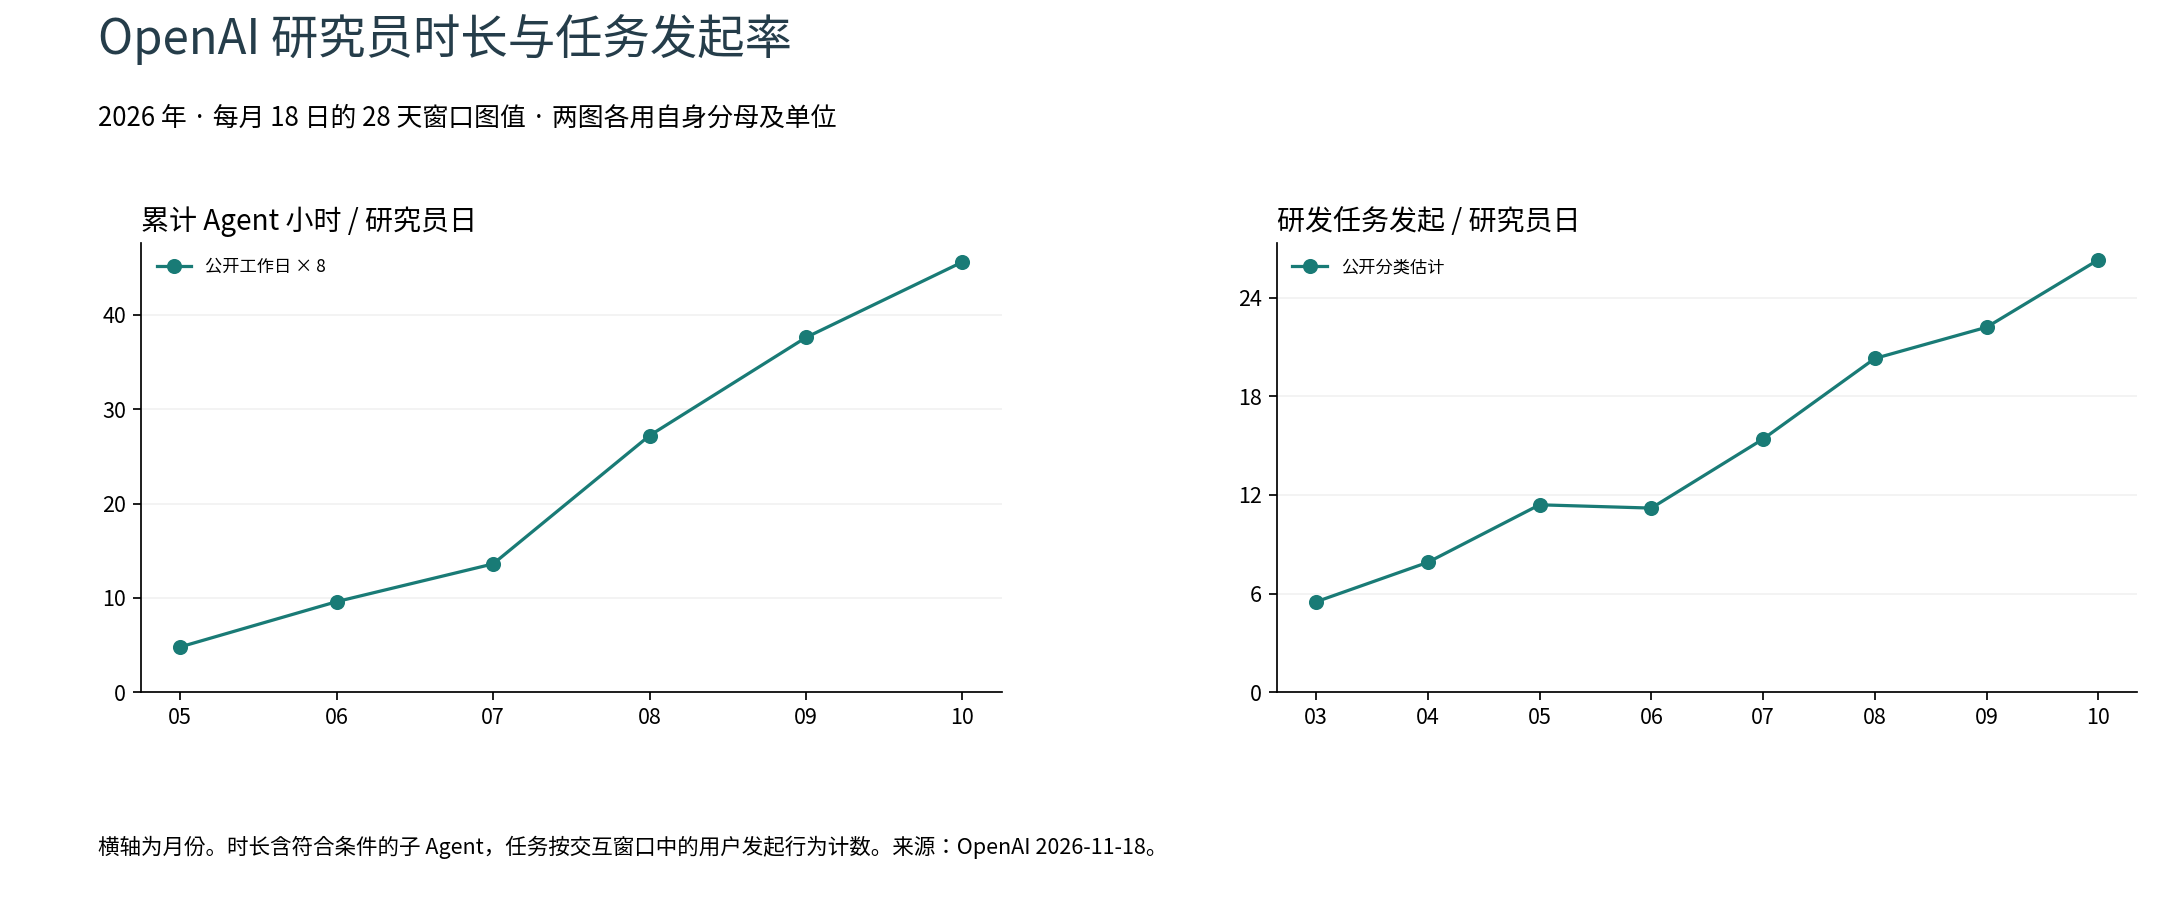 OpenAI 研究员时长与任务发起率
2026 年 · 每月 18 日的 28 天窗口图值 · 两图各用自身分母及单位
累计 Agent 小时 / 研究员日
公开工作日 × 8
40
30
20
10
0
05 06 07 08 09 10
研发任务发起 / 研究员日
公开分类估计
24
18
12
6
0
03 04 05 06 07 08 09 10
横轴为月份。时长含符合条件的子 Agent，任务按交互窗口中的用户发起行为计数。来源：OpenAI 2026-11-18。